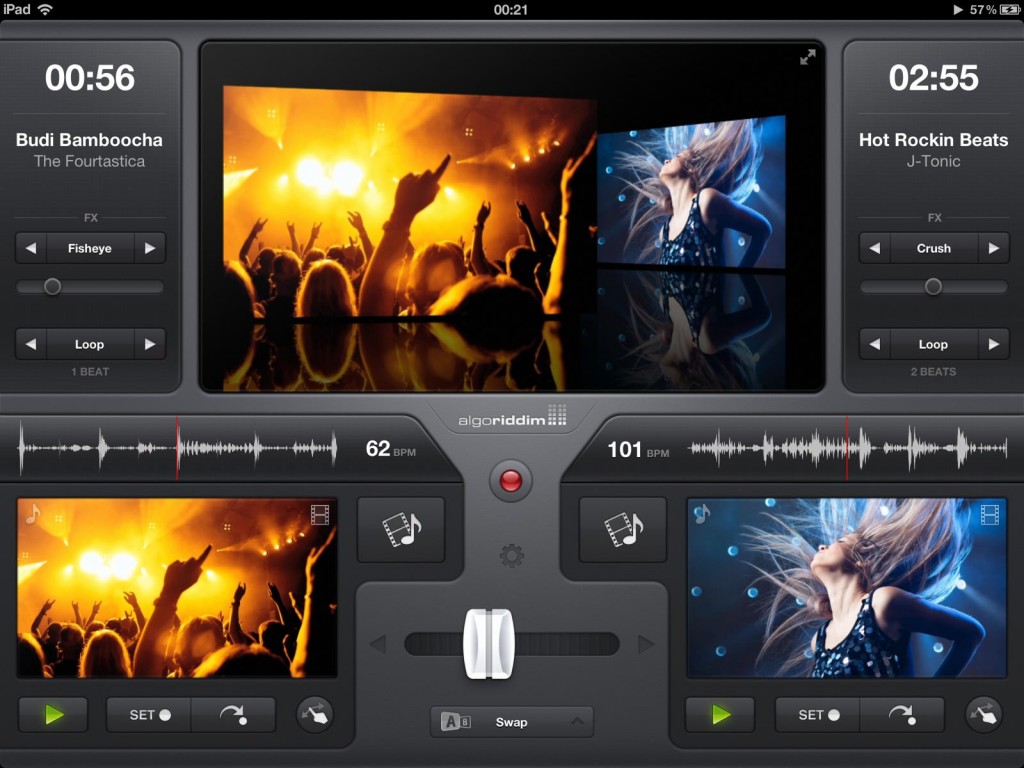 iPad
00:21
57%
00:56
Budi Bamboocha
The Fourtastica
FX
Fisheye
Loop
1 BEAT
02:55
Hot Rockin Beats
J-Tonic
FX
Crush
Loop
2 BEATS
algoriddim
62 BPM
101 BPM
SET
A B
Swap
SET